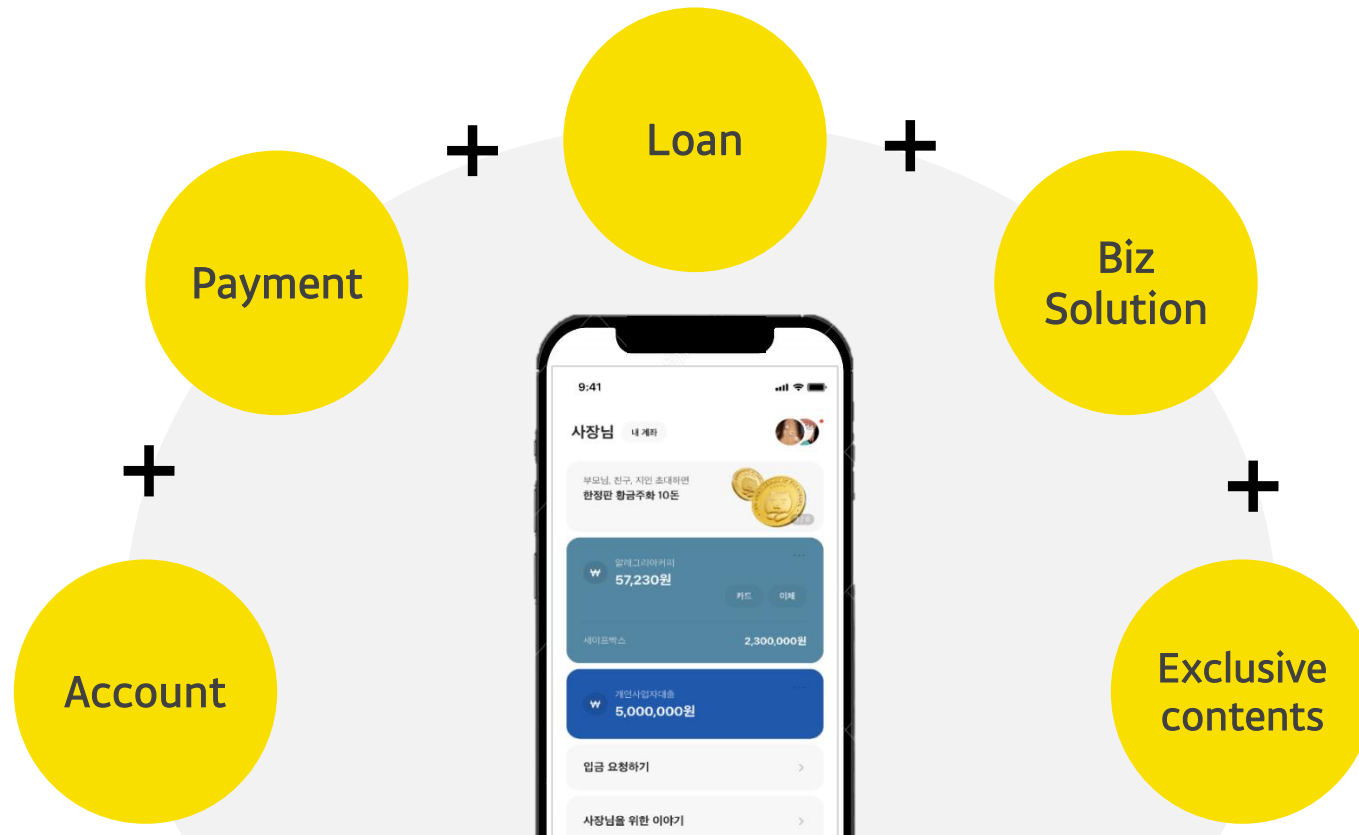 Loan
+
+
Payment
Biz
Solution
9:41
사장님
내 계좌
+
부모님, 친구, 지인 초대하면
한정판 황금주화 10돈
+
알레그리아커피
₩
57,230원
카드
이체
세이프박스
2,300,000원
Account
개인사업자대출
₩
5,000,000원
Exclusive
contents
입금 요청하기
사장님을 위한 이야기